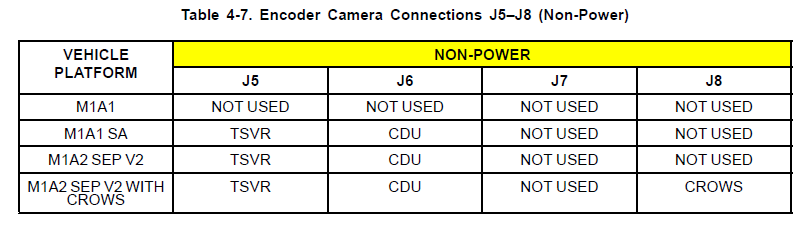 Table 4-7. Encoder Camera Connections J5–J8 (Non-Power)
VEHICLE PLATFORM NON-POWER
J5 J6 J7 J8
M1A1 NOT USED NOT USED NOT USED NOT USED
M1A1 SA TSVR CDU NOT USED NOT USED
M1A2 SEP V2 TSVR CDU NOT USED NOT USED
M1A2 SEP V2 WITH CROWS TSVR CDU NOT USED CROWS